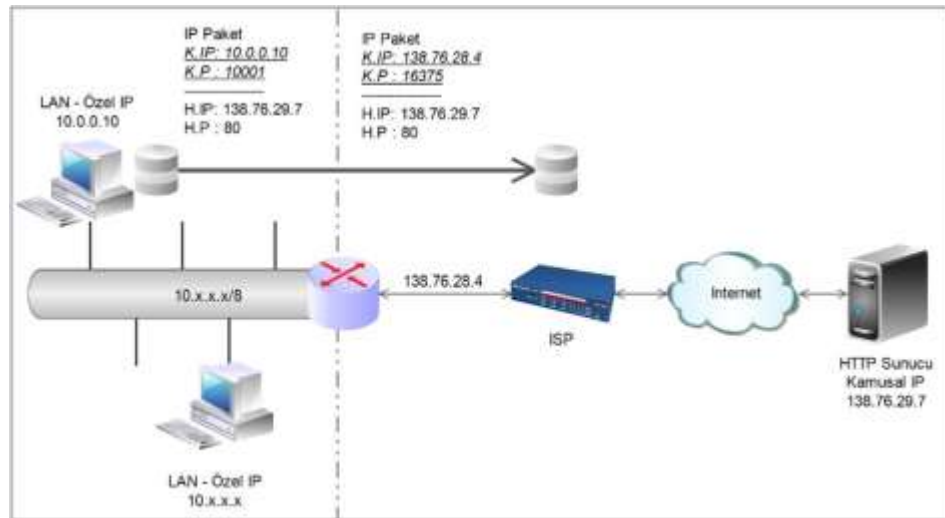 IP Paket
K.IP: 10.0.0.10
K.P : 10001
H.IP: 138.76.29.7
H.P : 80
IP Paket
K.IP: 138.76.28.4
K.P : 16375
H.IP: 138.76.29.7
H.P : 80
LAN - Özel IP
10.0.0.10
10.x.x.x/8
138.76.28.4
ISP
Internet
HTTP Sunucu
Kamusal IP
138.76.29.7
LAN - Özel IP
10.x.x.x